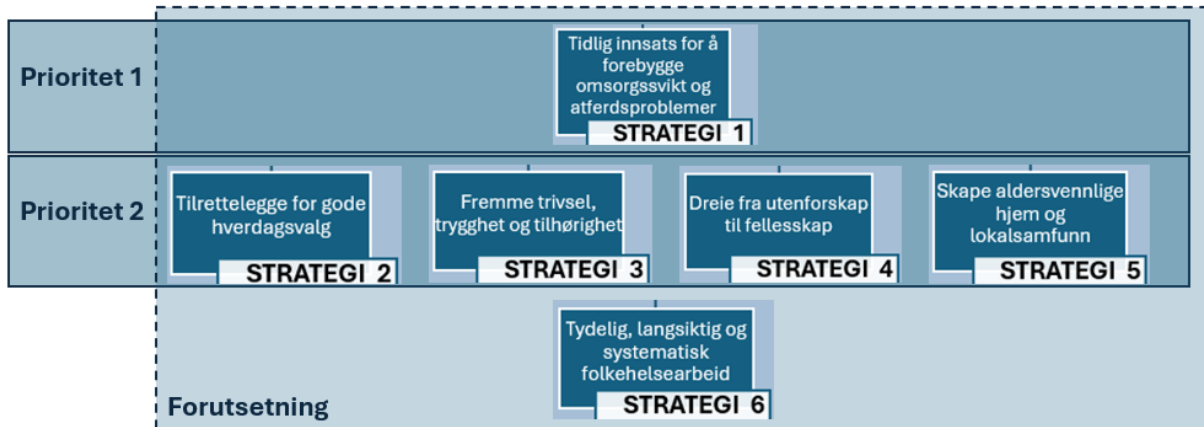 Prioritet 1
Tidlig innsats for å
forebygge
omsorgssvikt og
atferdsproblemer
STRATEGI 1
Prioritet 2
Tilrettelegge for gode
hverdagsvalg
STRATEGI 2
Fremme trivsel,
trygghet og tilhørighet
STRATEGI 3
Dreie fra utenforskap
til fellesskap
STRATEGI 4
Skape aldersvennlige
hjem og
lokalsamfunn
STRATEGI 5
Tydelig, langsiktig og
systematisk
folkehelsearbeid
STRATEGI 6
Forutsetning